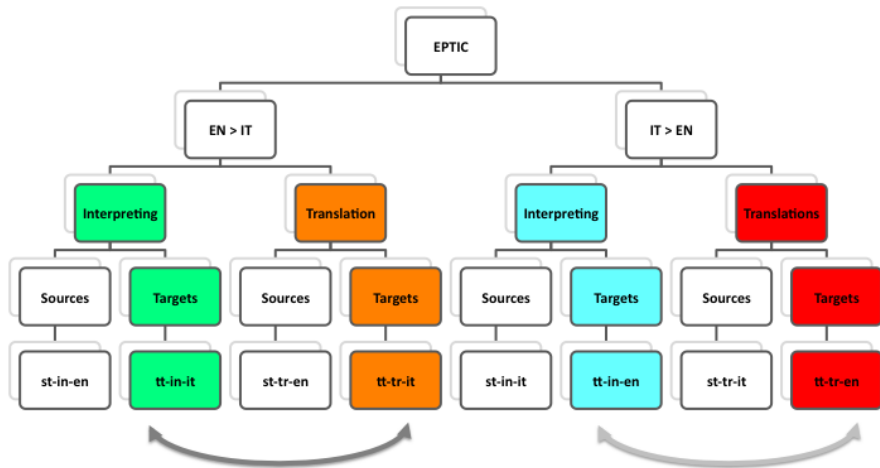 EPTIC
EN > IT
IT > EN
Interpreting
Translation
Interpreting
Translations
Sources
Targets
Sources
Targets
Sources
Targets
Sources
Targets
st-in-en
tt-in-it
st-tr-en
tt-tr-it
st-in-it
tt-in-en
st-tr-it
tt-tr-en